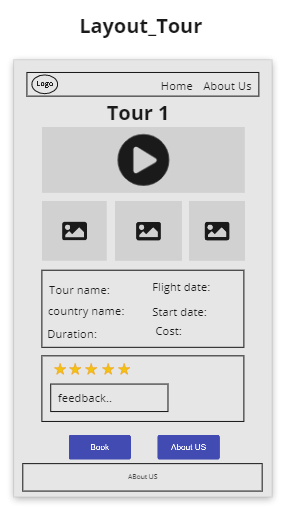 Layout_Tour
Logo
Home About Us
Tour 1
Tour name: Flight date:
country name: Start date:
Duration: Cost:
feedback..
Book About US
ABout US